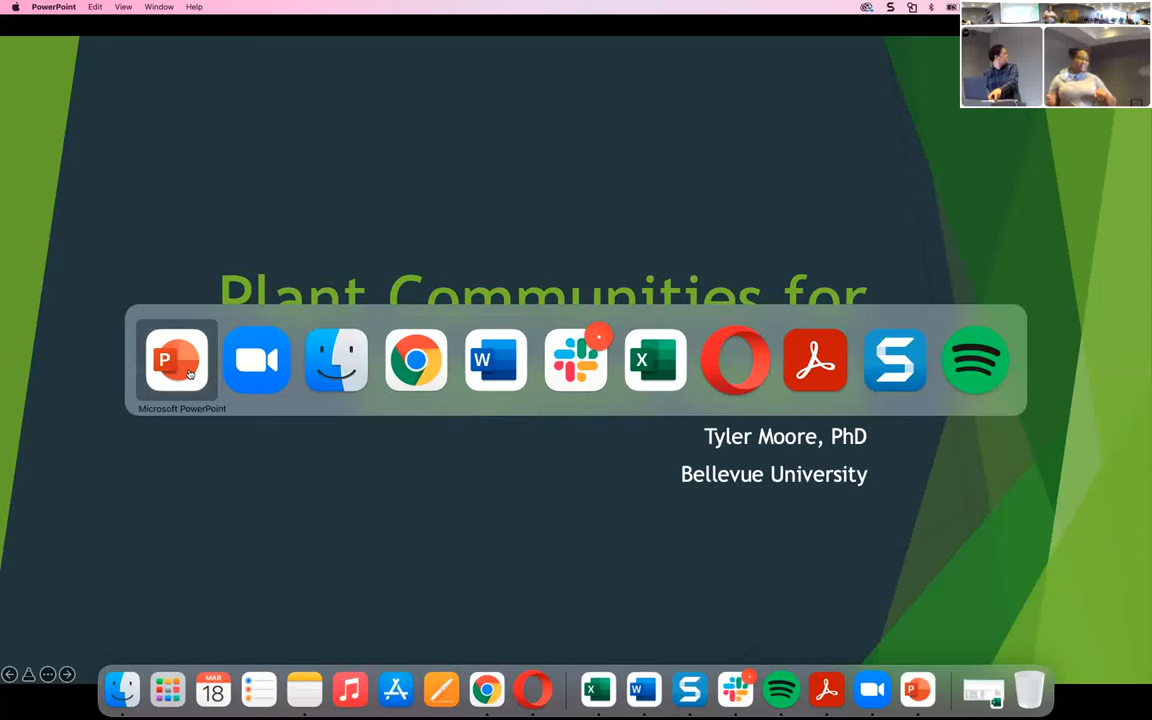 PowerPoint Edit View Window Help
Plant Communities for
P
W
X
S
Microsoft PowerPoint
Tyler Moore, PhD
Bellevue University
MAR
18
X
W
S
P